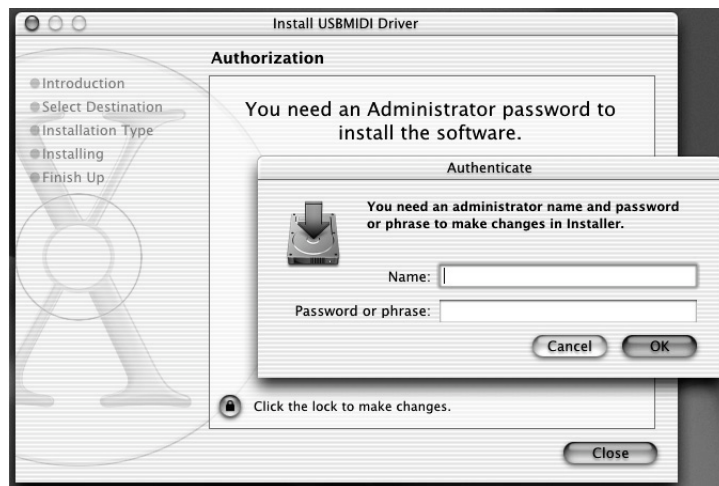 Install USBMIDI Driver
Authorization
Introduction
Select Destination
Installation Type
Installing
Finish Up
You need an Administrator password to
install the software.
Authenticate
You need an administrator name and password
or phrase to make changes in Installer.
Name:
Password or phrase:
Cancel
OK
Click the lock to make changes.
Close